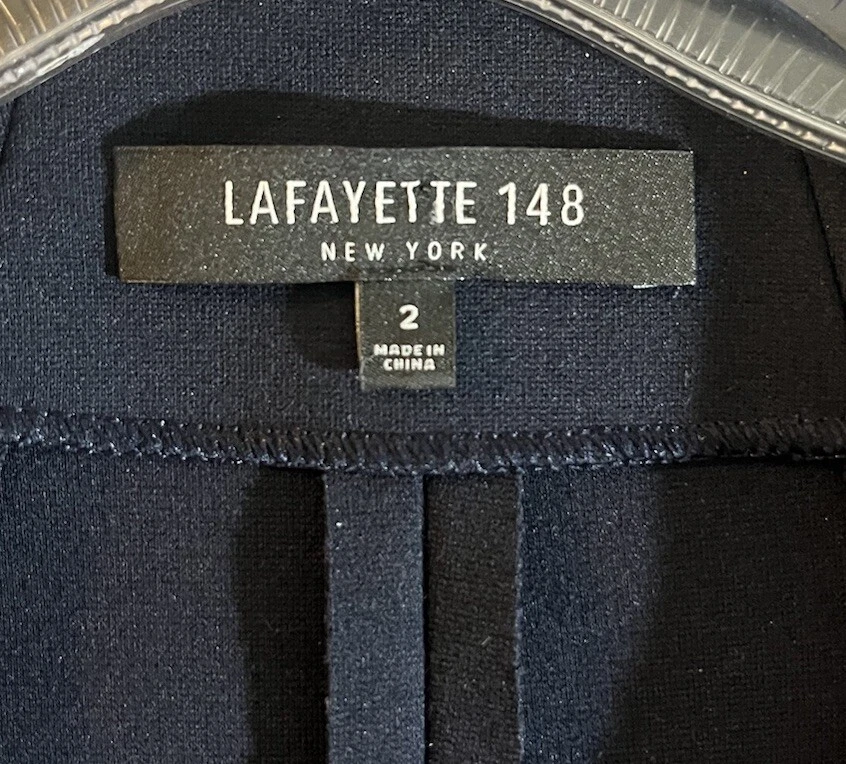 LAFAYETTE 148
NEW YORK
2
MADE IN
CHINA